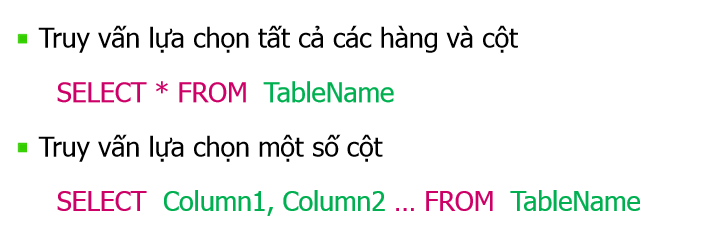 Truy vấn lựa chọn tất cả các hàng và cột
SELECT * FROM TableName
Truy vấn lựa chọn một số cột
SELECT Column1, Column2 … FROM TableName